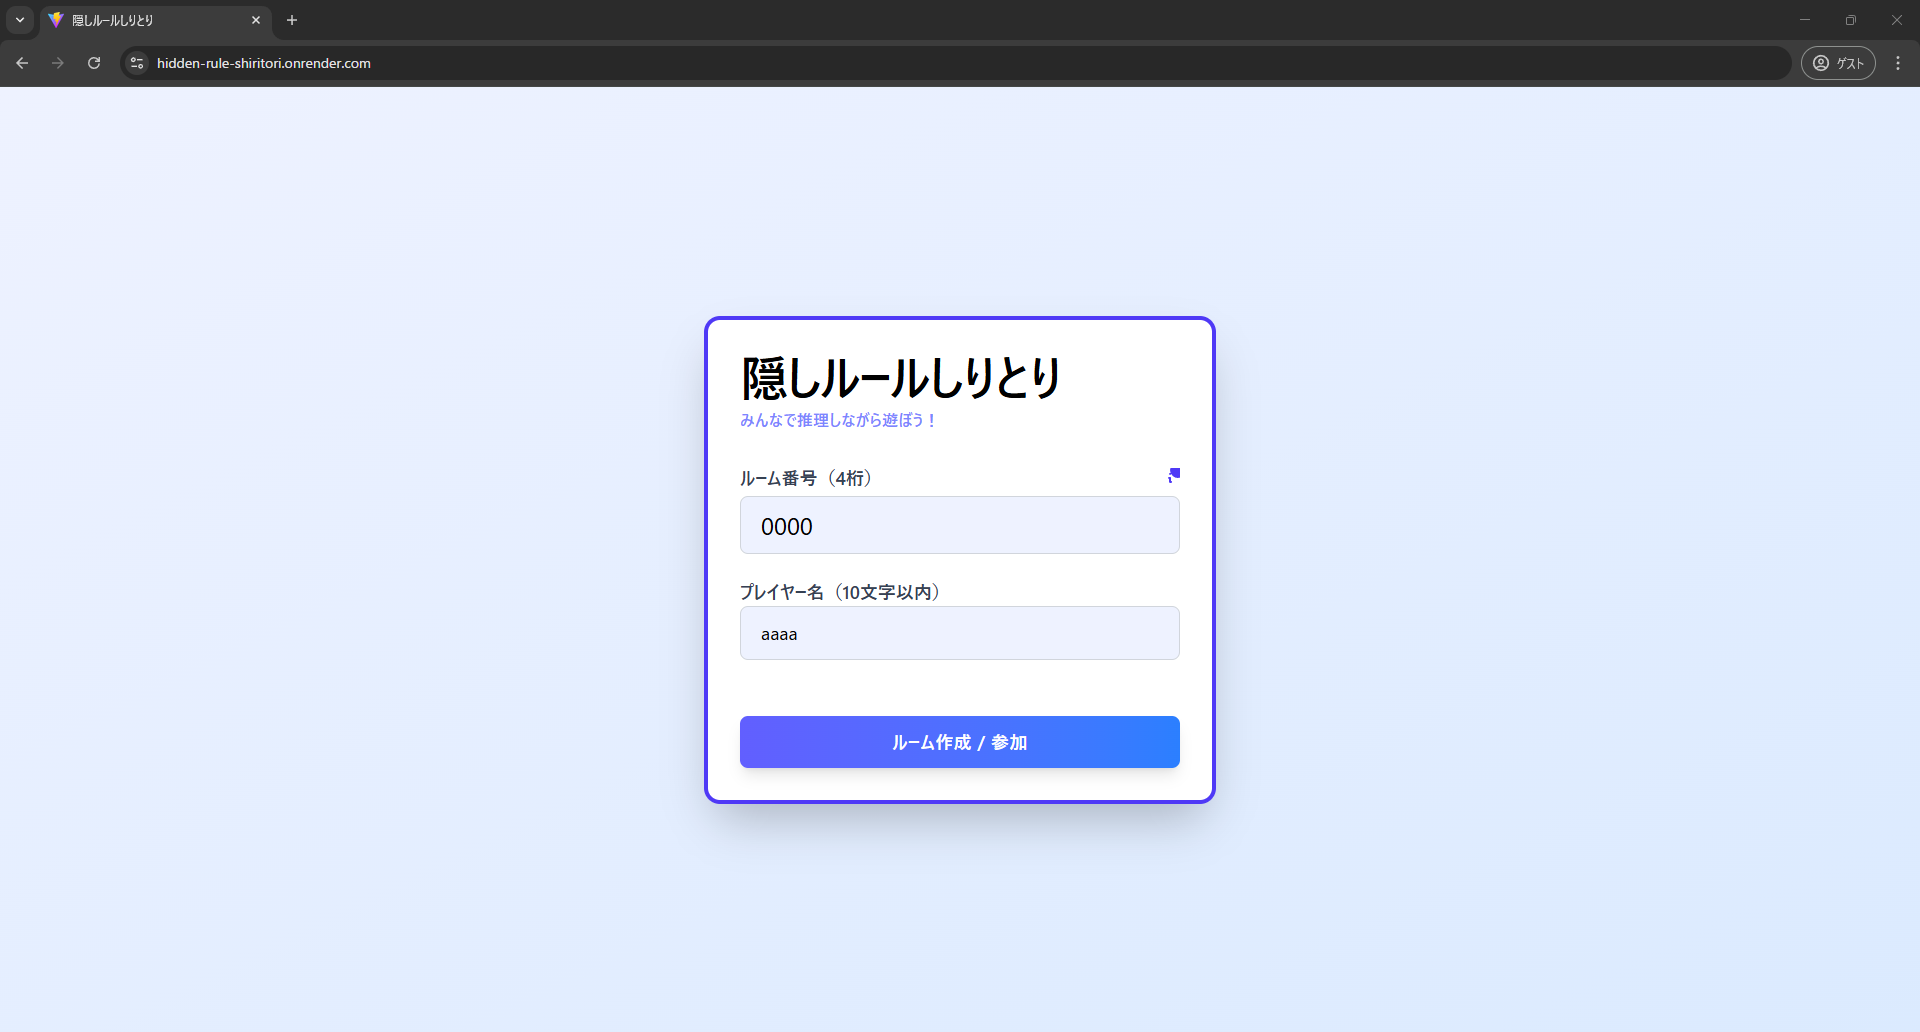 隠しルールしりとり
hidden-rule-shiritori.onrender.com
ゲスト
隠しルールしりとり
みんなで推理しながら遊ぼう！
ルーム番号（4桁）
0000
プレイヤー名（10文字以内）
aaaa
ルーム作成 / 参加